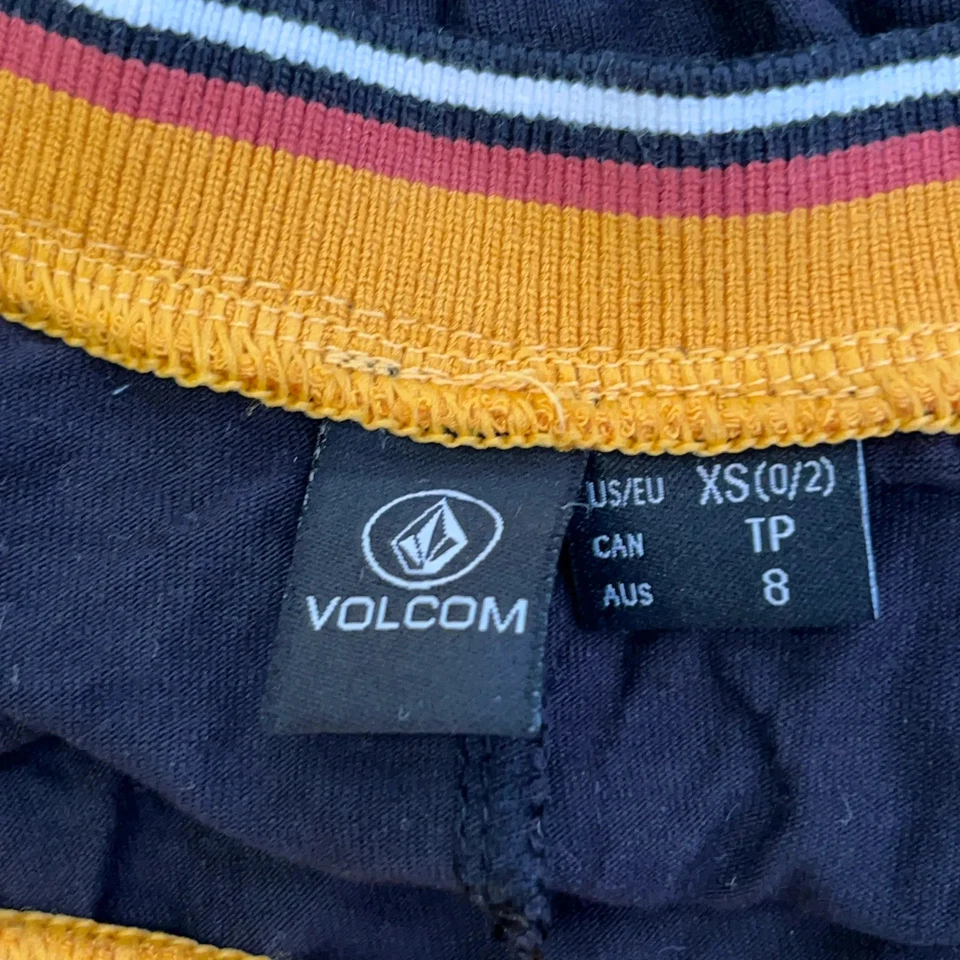 VOLCOM
US/EU XS(0/2)
CAN TP
AUS 8